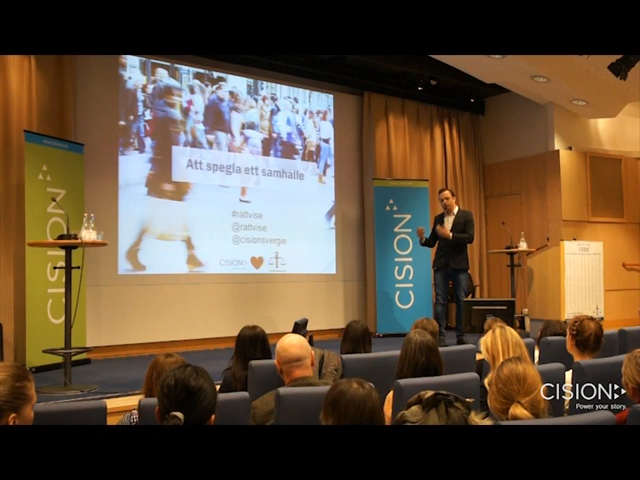 CISION
Att spegla ett samhälle
#rattvise
@rattvise
@cisionsverige
CISION
CISION
CISION
Power your story.